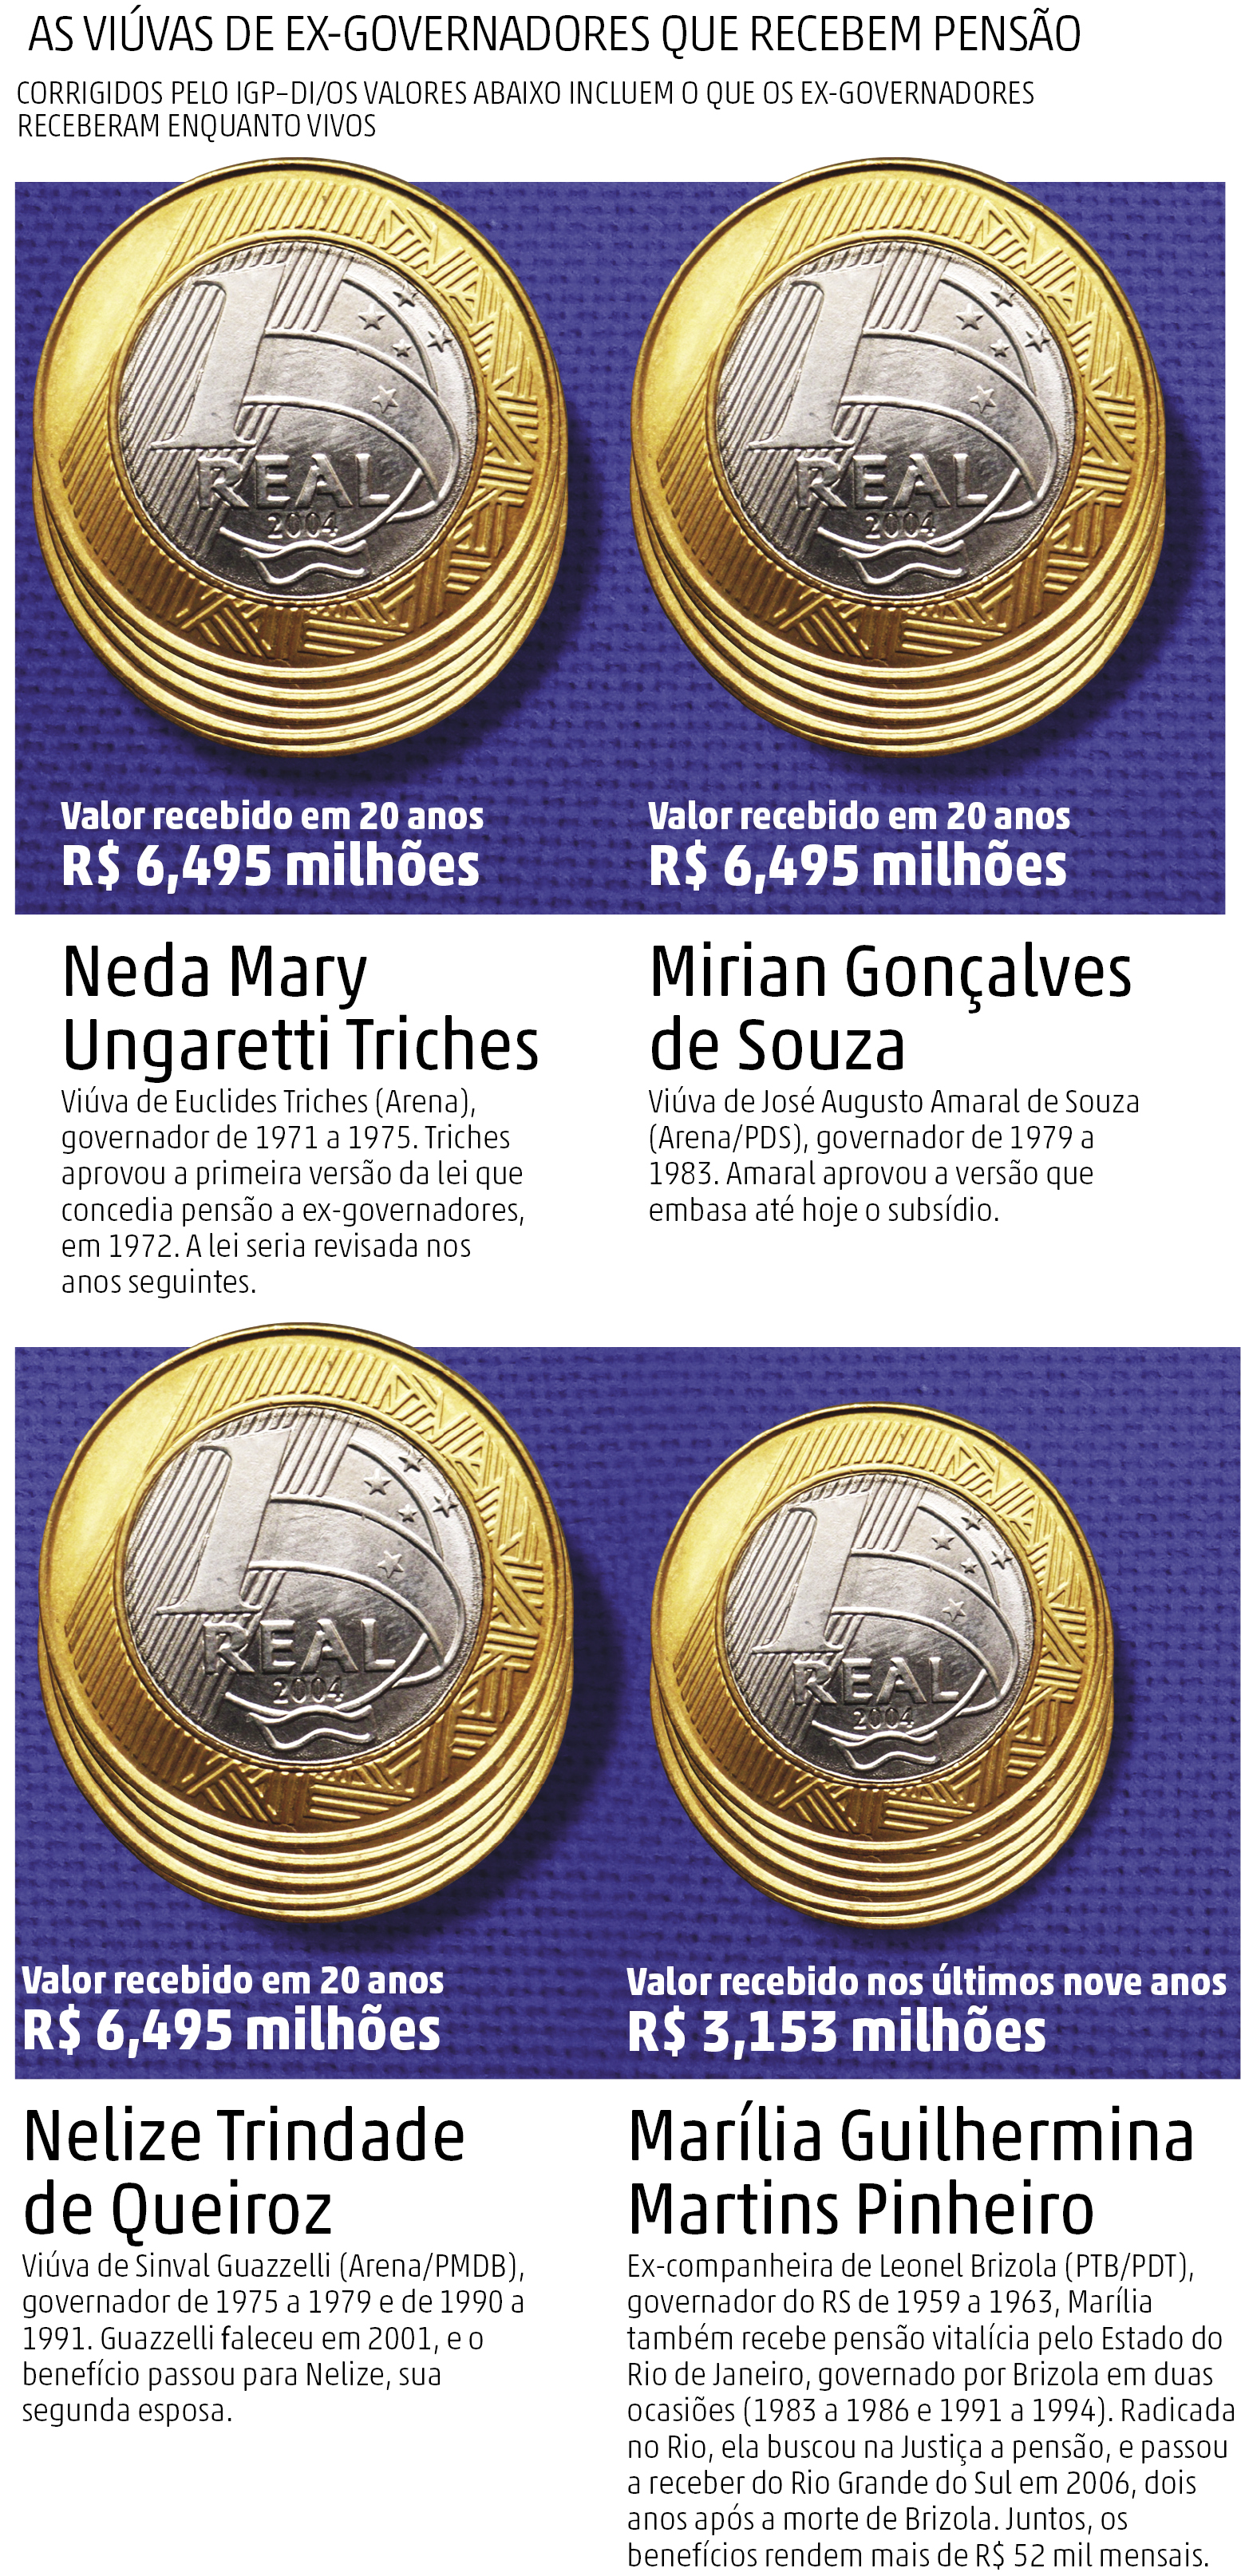 AS VIÚVAS DE EX-GOVERNADORES QUE RECEBEM PENSÃO
CORRIGIDOS PELO IGP-DI/OS VALORES ABAIXO INCLUEM O QUE OS EX-GOVERNADORES
RECEBERAM ENQUANTO VIVOS
1
REAL
2004
1
REAL
2004
Valor recebido em 20 anos
R$ 6,495 milhões
Valor recebido em 20 anos
R$ 6,495 milhões
Neda Mary
Ungaretti Triches
Viúva de Euclides Triches (Arena),
governador de 1971 a 1975. Triches
aprovou a primeira versão da lei que
concedia pensão a ex-governadores,
em 1972. A lei seria revisada nos
anos seguintes.
Mirian Gonçalves
de Souza
Viúva de José Augusto Amaral de Souza
(Arena/PDS), governador de 1979 a
1983. Amaral aprovou a versão que
embasa até hoje o subsídio.
1
REAL
2004
1
REAL
2004
Valor recebido em 20 anos
R$ 6,495 milhões
Valor recebido nos últimos nove anos
R$ 3,153 milhões
Nelize Trindade
de Queiroz
Viúva de Sinval Guazzelli (Arena/PMDB),
governador de 1975 a 1979 e de 1990 a
1991. Guazzelli faleceu em 2001, e o
benefício passou para Nelize, sua
segunda esposa.
Marília Guilhermina
Martins Pinheiro
Ex-companheira de Leonel Brizola (PTB/PDT),
governador do RS de 1959 a 1963, Marília
também recebe pensão vitalícia pelo Estado do
Rio de Janeiro, governado por Brizola em duas
ocasiões (1983 a 1986 e 1991 a 1994). Radicada
no Rio, ela buscou na Justiça a pensão, e passou
a receber do Rio Grande do Sul em 2006, dois
anos após a morte de Brizola. Juntos, os
benefícios rendem mais de R$ 52 mil mensais.